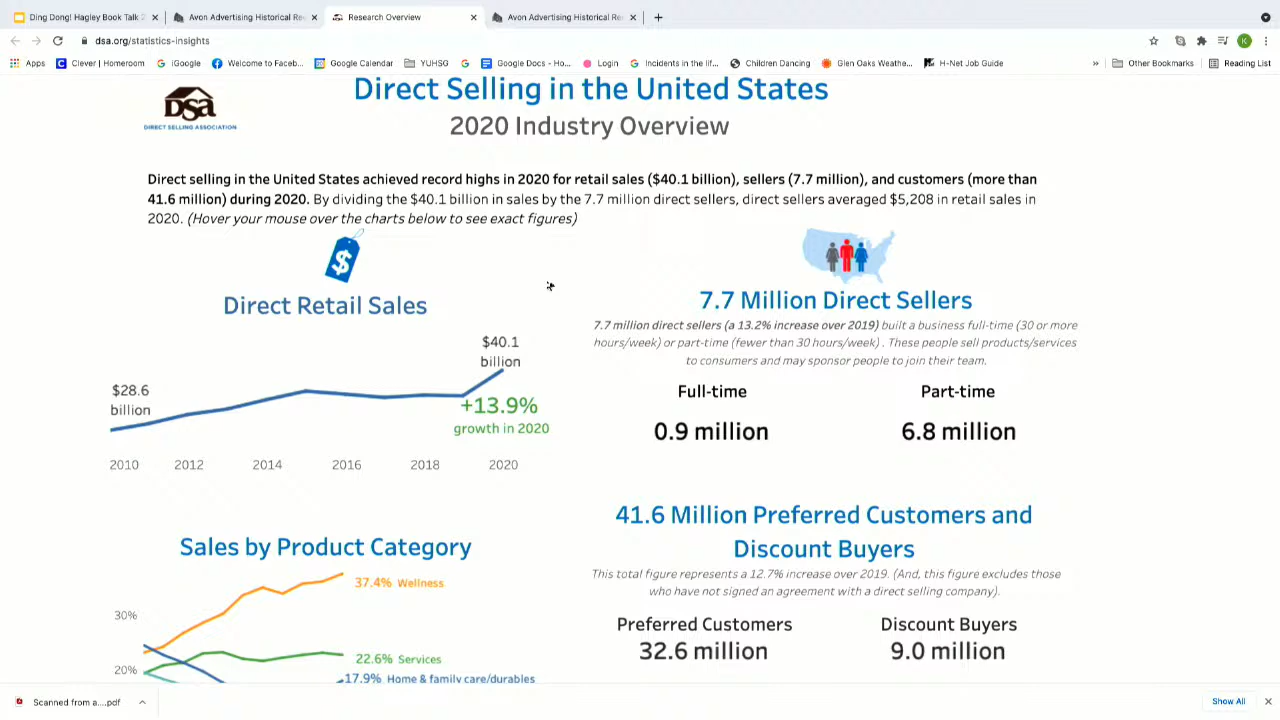 Ding Dong! Hagley Book Talk 2
Avon Advertising Historical Re
Research Overview
Avon Advertising Historical Re
dsa.org/statistics-insights
K
Apps
Clever | Homeroom
iGoogle
Welcome to Faceb...
Google Calendar
YUHSG
Google Docs - Ho...
Login
Incidents in the lif...
Children Dancing
Glen Oaks Weathe...
H-Net Job Guide
Other Bookmarks
Reading List
dsa
DIRECT SELLING ASSOCIATION
Direct Selling in the United States
2020 Industry Overview
Direct selling in the United States achieved record highs in 2020 for retail sales ($40.1 billion), sellers (7.7 million), and customers (more than
41.6 million) during 2020. By dividing the $40.1 billion in sales by the 7.7 million direct sellers, direct sellers averaged $5,208 in retail sales in
2020. (Hover your mouse over the charts below to see exact figures)
$
Direct Retail Sales
$28.6
billion
$40.1
billion
+13.9%
growth in 2020
2010 2012 2014 2016 2018 2020
7.7 Million Direct Sellers
7.7 million direct sellers (a 13.2% increase over 2019) built a business full-time (30 or more
hours/week) or part-time (fewer than 30 hours/week) . These people sell products/services
to consumers and may sponsor people to join their team.
Full-time Part-time
0.9 million 6.8 million
Sales by Product Category
37.4% Wellness
30%
22.6% Services
20%
17.9% Home & family care/durables
41.6 Million Preferred Customers and
Discount Buyers
This total figure represents a 12.7% increase over 2019. (And, this figure excludes those
who have not signed an agreement with a direct selling company).
Preferred Customers Discount Buyers
32.6 million 9.0 million
Scanned from a....pdf
Show All